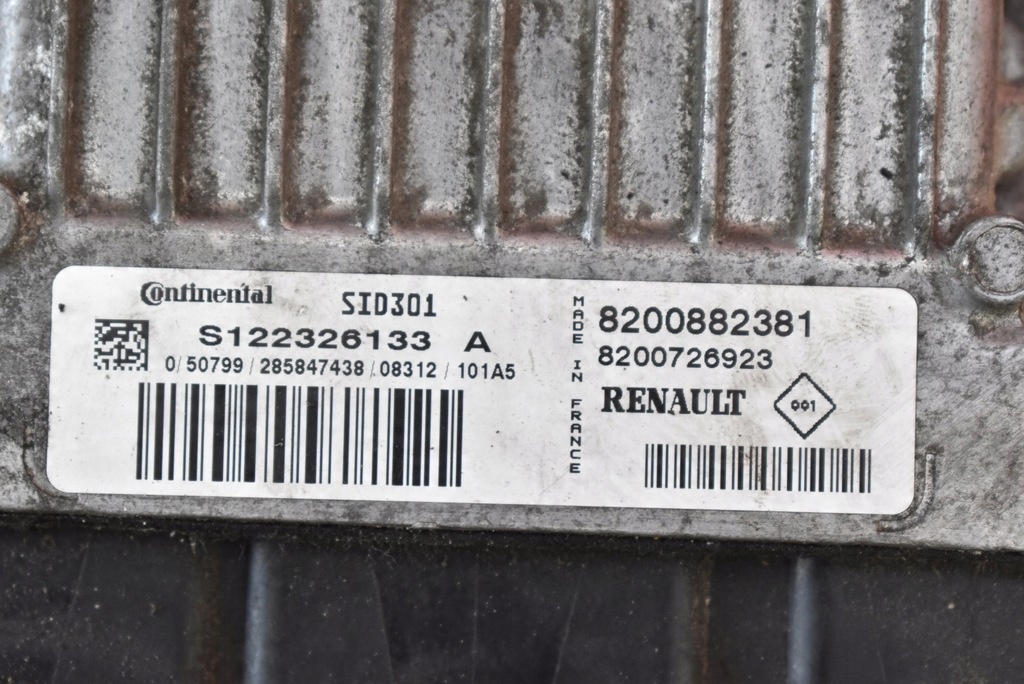 Continental SID301
S122326133 A
0/50799/285847438/08312/101A5
MADE IN FRANCE
8200882381
8200726923
RENAULT 001